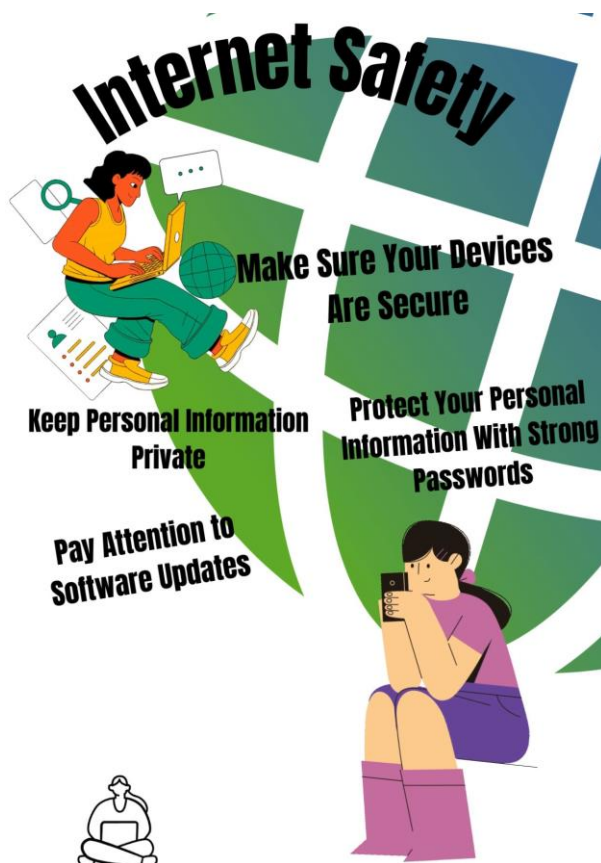 Internet Safety
Make Sure Your Devices
Are Secure
Keep Personal Information
Private
Protect Your Personal
Information With Strong
Passwords
Pay Attention to
Software Updates